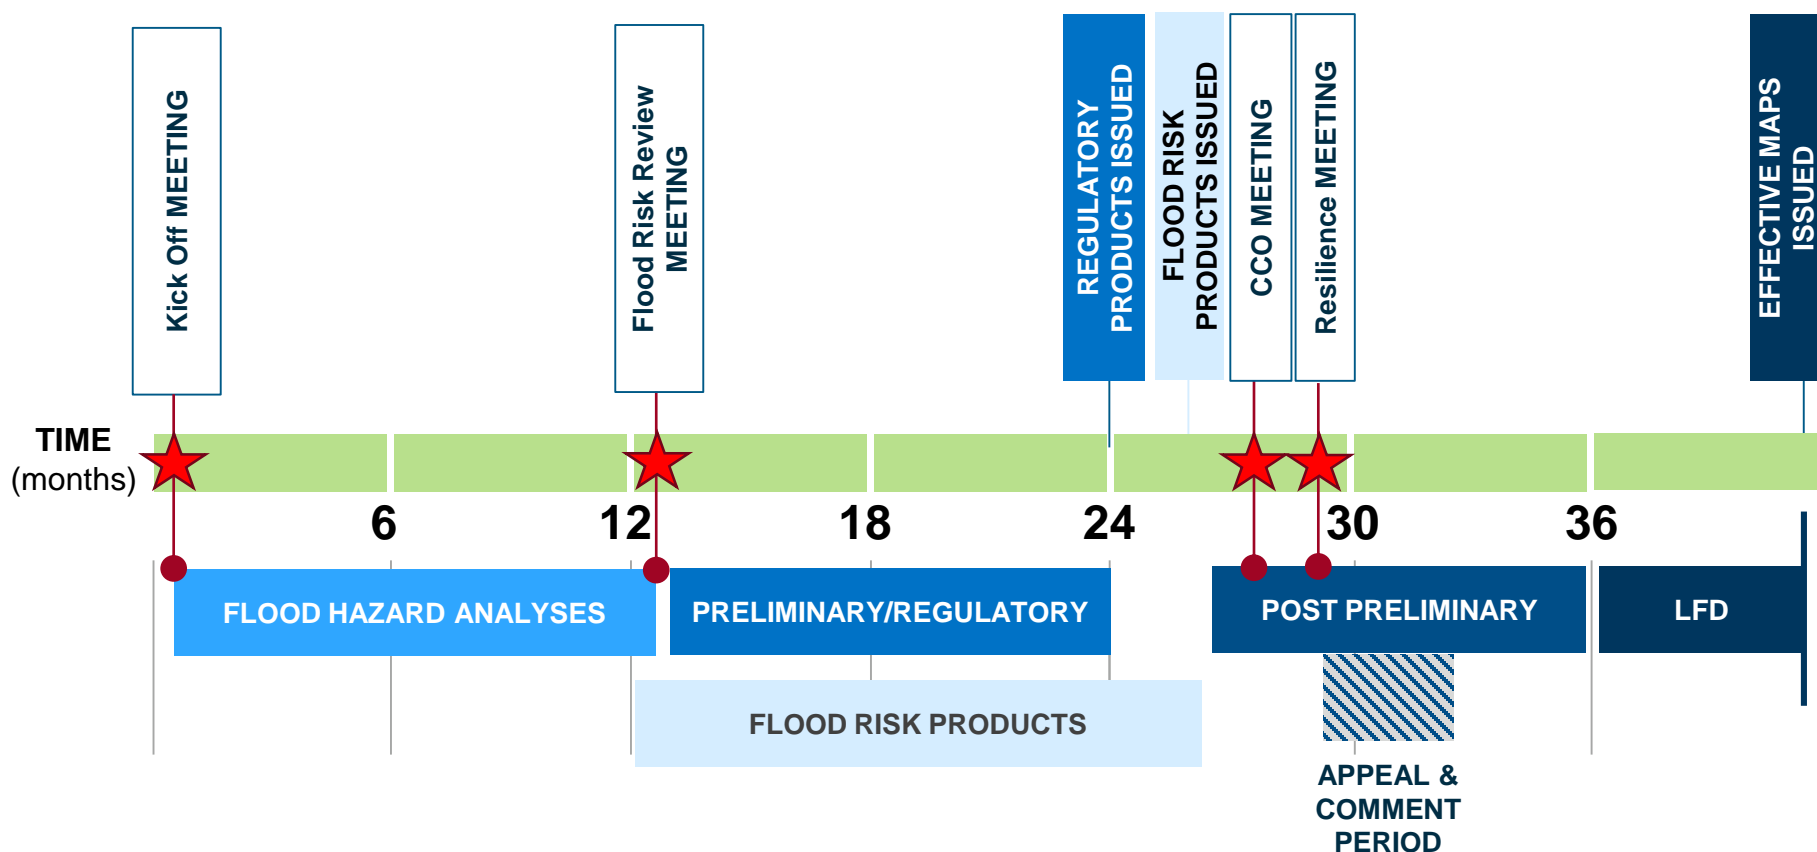 Kick Off MEETING
Flood Risk Review
MEETING
REGULATORY
PRODUCTS ISSUED
FLOOD RISK
PRODUCTS ISSUED
CCO MEETING
Resilience MEETING
EFFECTIVE MAPS
ISSUED
TIME
(months)
6
12
18
24
30
36
FLOOD HAZARD ANALYSES
PRELIMINARY/REGULATORY
POST PRELIMINARY
LFD
FLOOD RISK PRODUCTS
APPEAL &
COMMENT
PERIOD